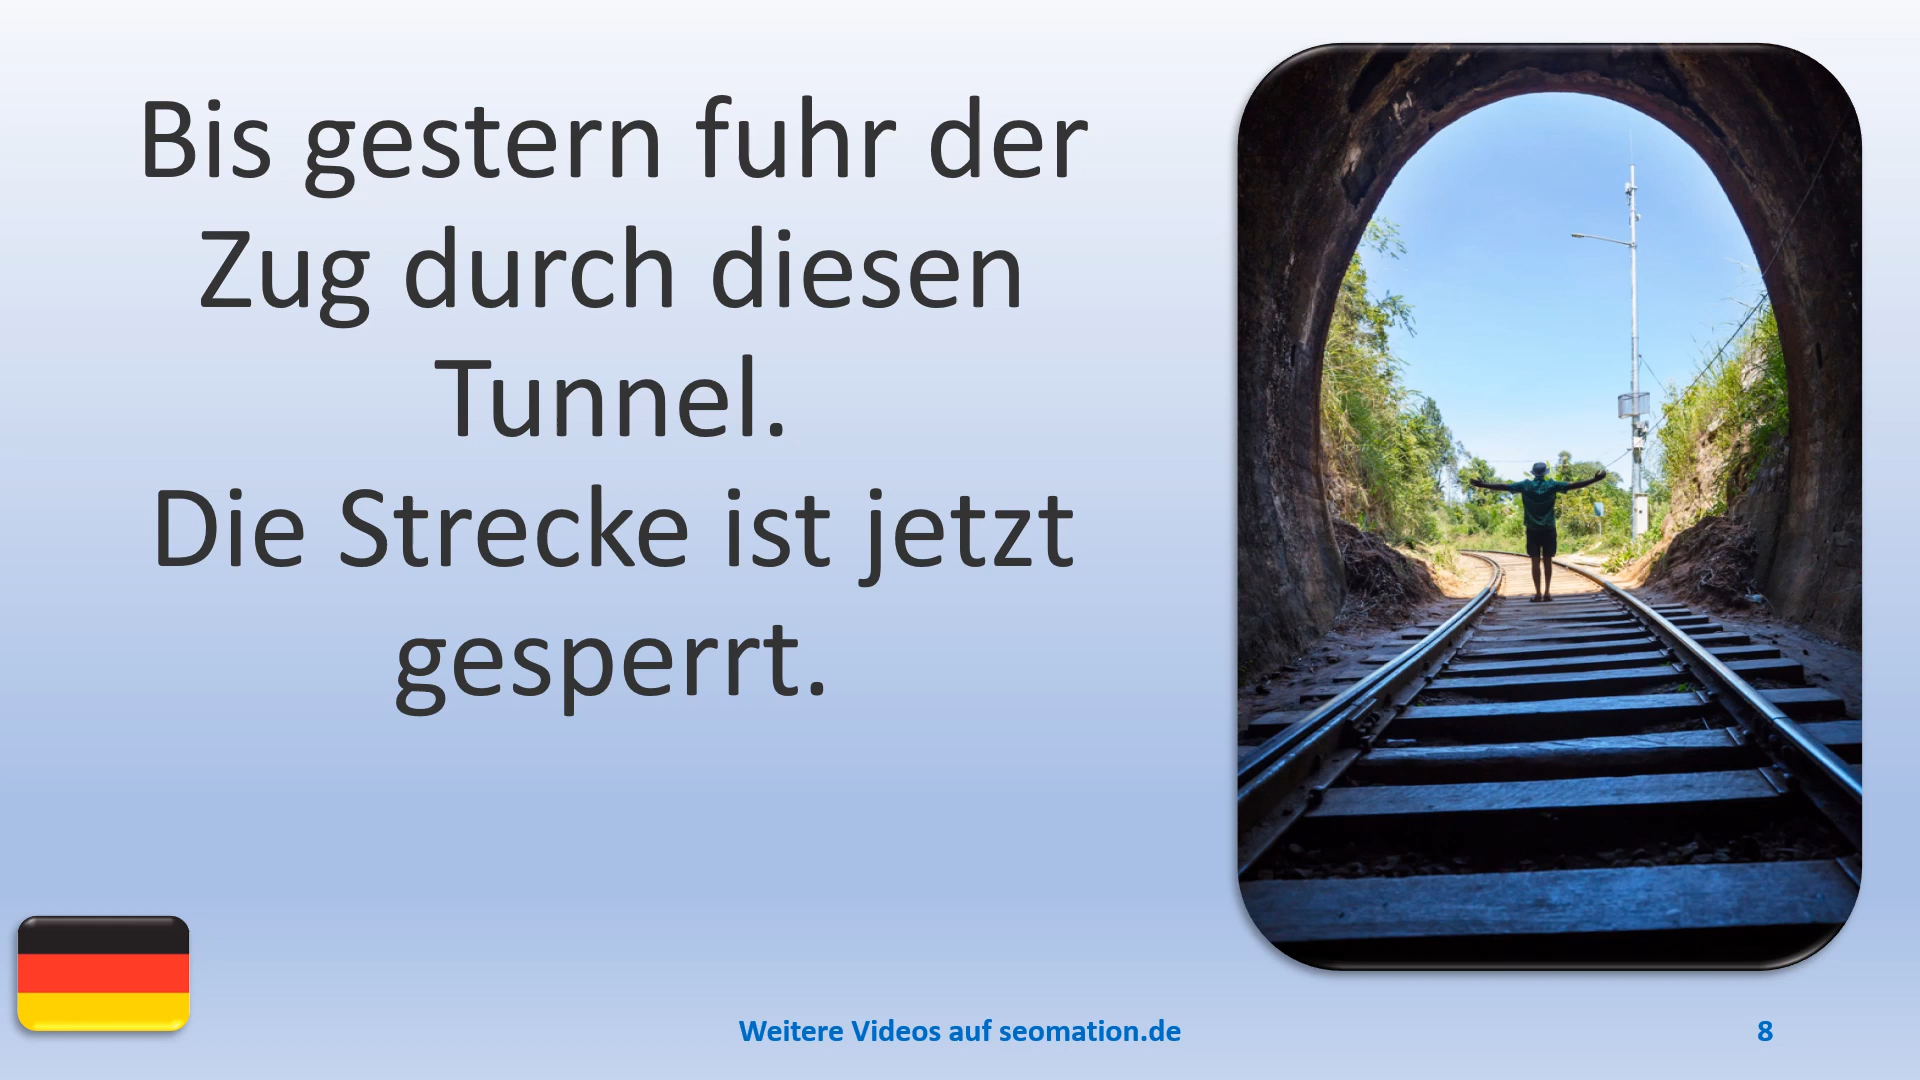 Bis gestern fuhr der
Zug durch diesen
Tunnel.
Die Strecke ist jetzt
gesperrt.
Weitere Videos auf seomation.de
8